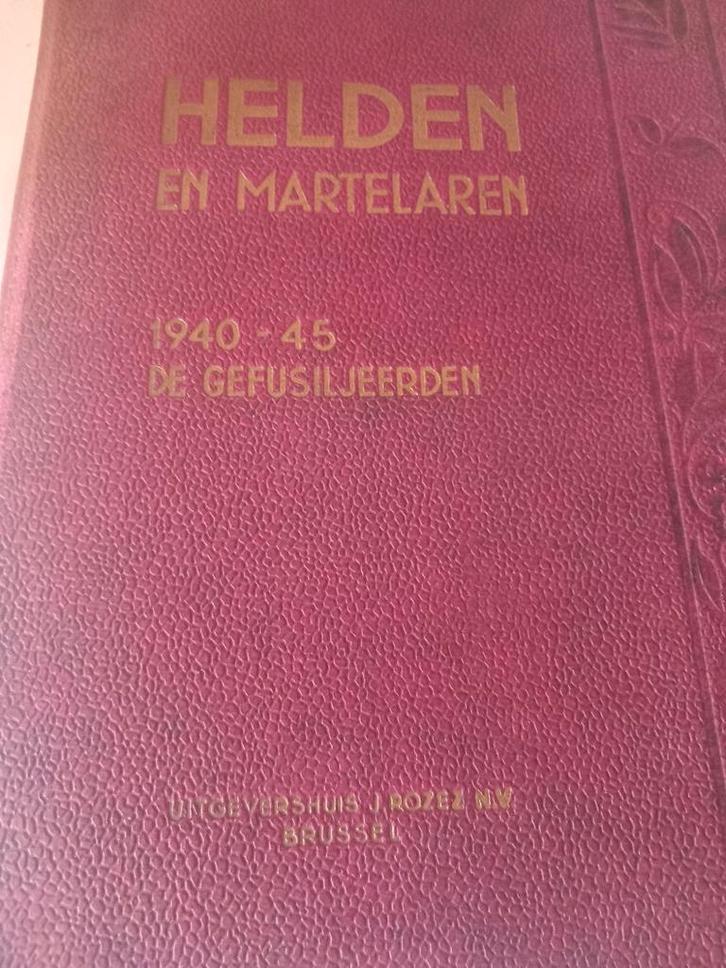 HELDEN
EN MARTELAREN
1940-45
DE GEFUSILJEERDEN
UITGEVERSHUIS J. ROZEZ N.V.
BRUSSEL